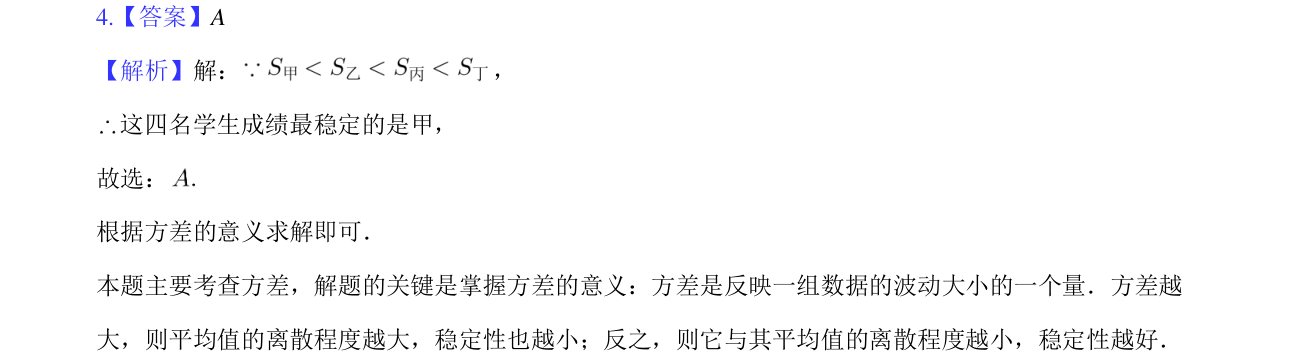 4.【答案】A
【解析】解：∵ S甲 < S乙 < S丙 < S丁，
∴这四名学生成绩最稳定的是甲，
故选：A.
根据方差的意义求解即可．
本题主要考查方差，解题的关键是掌握方差的意义：方差是反映一组数据的波动大小的一个量．方差越
大，则平均值的离散程度越大，稳定性也越小；反之，则它与其平均值的离散程度越小，稳定性越好．